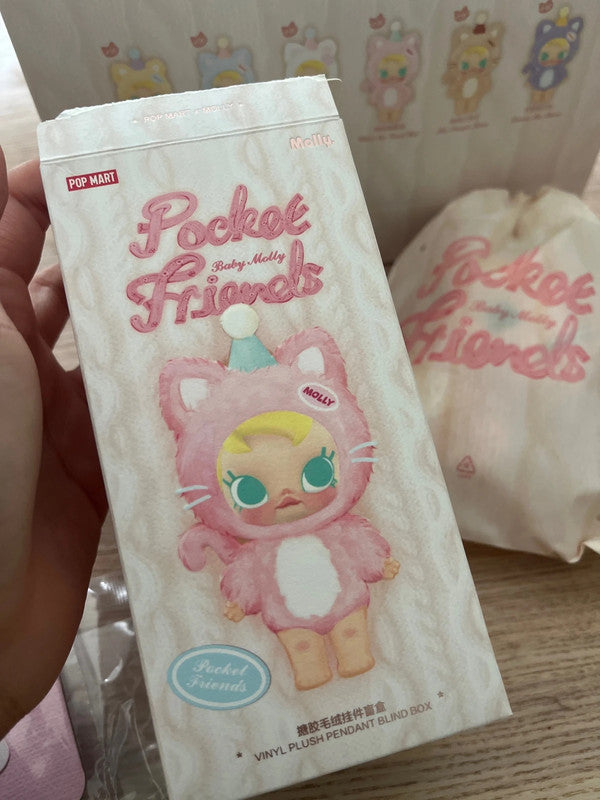 POP MART • MOLLY
POP MART
Molly.
Pocket
Baby Molly
Friends
MOLLY
Pocket
Friends
搪胶毛绒挂件盲盒
VINYL PLUSH PENDANT BLIND BOX
Pocket
Baby Molly
Friends